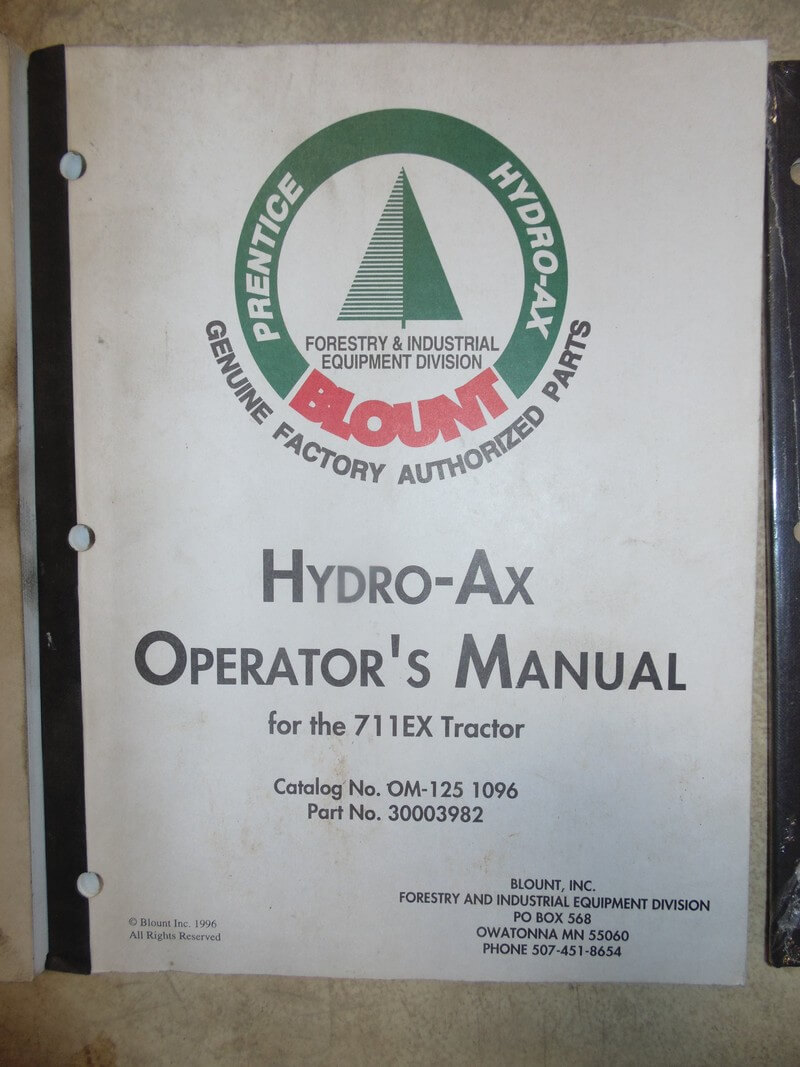 PRENTICE
HYDRO-AX
FORESTRY & INDUSTRIAL
EQUIPMENT DIVISION
BLOUNT
GENUINE FACTORY AUTHORIZED PARTS
HYDRO-AX
OPERATOR'S MANUAL
for the 711EX Tractor
Catalog No. OM-125 1096
Part No. 30003982
BLOUNT, INC.
FORESTRY AND INDUSTRIAL EQUIPMENT DIVISION
PO BOX 568
OWATONNA MN 55060
PHONE 507-451-8654
© Blount Inc. 1996
All Rights Reserved